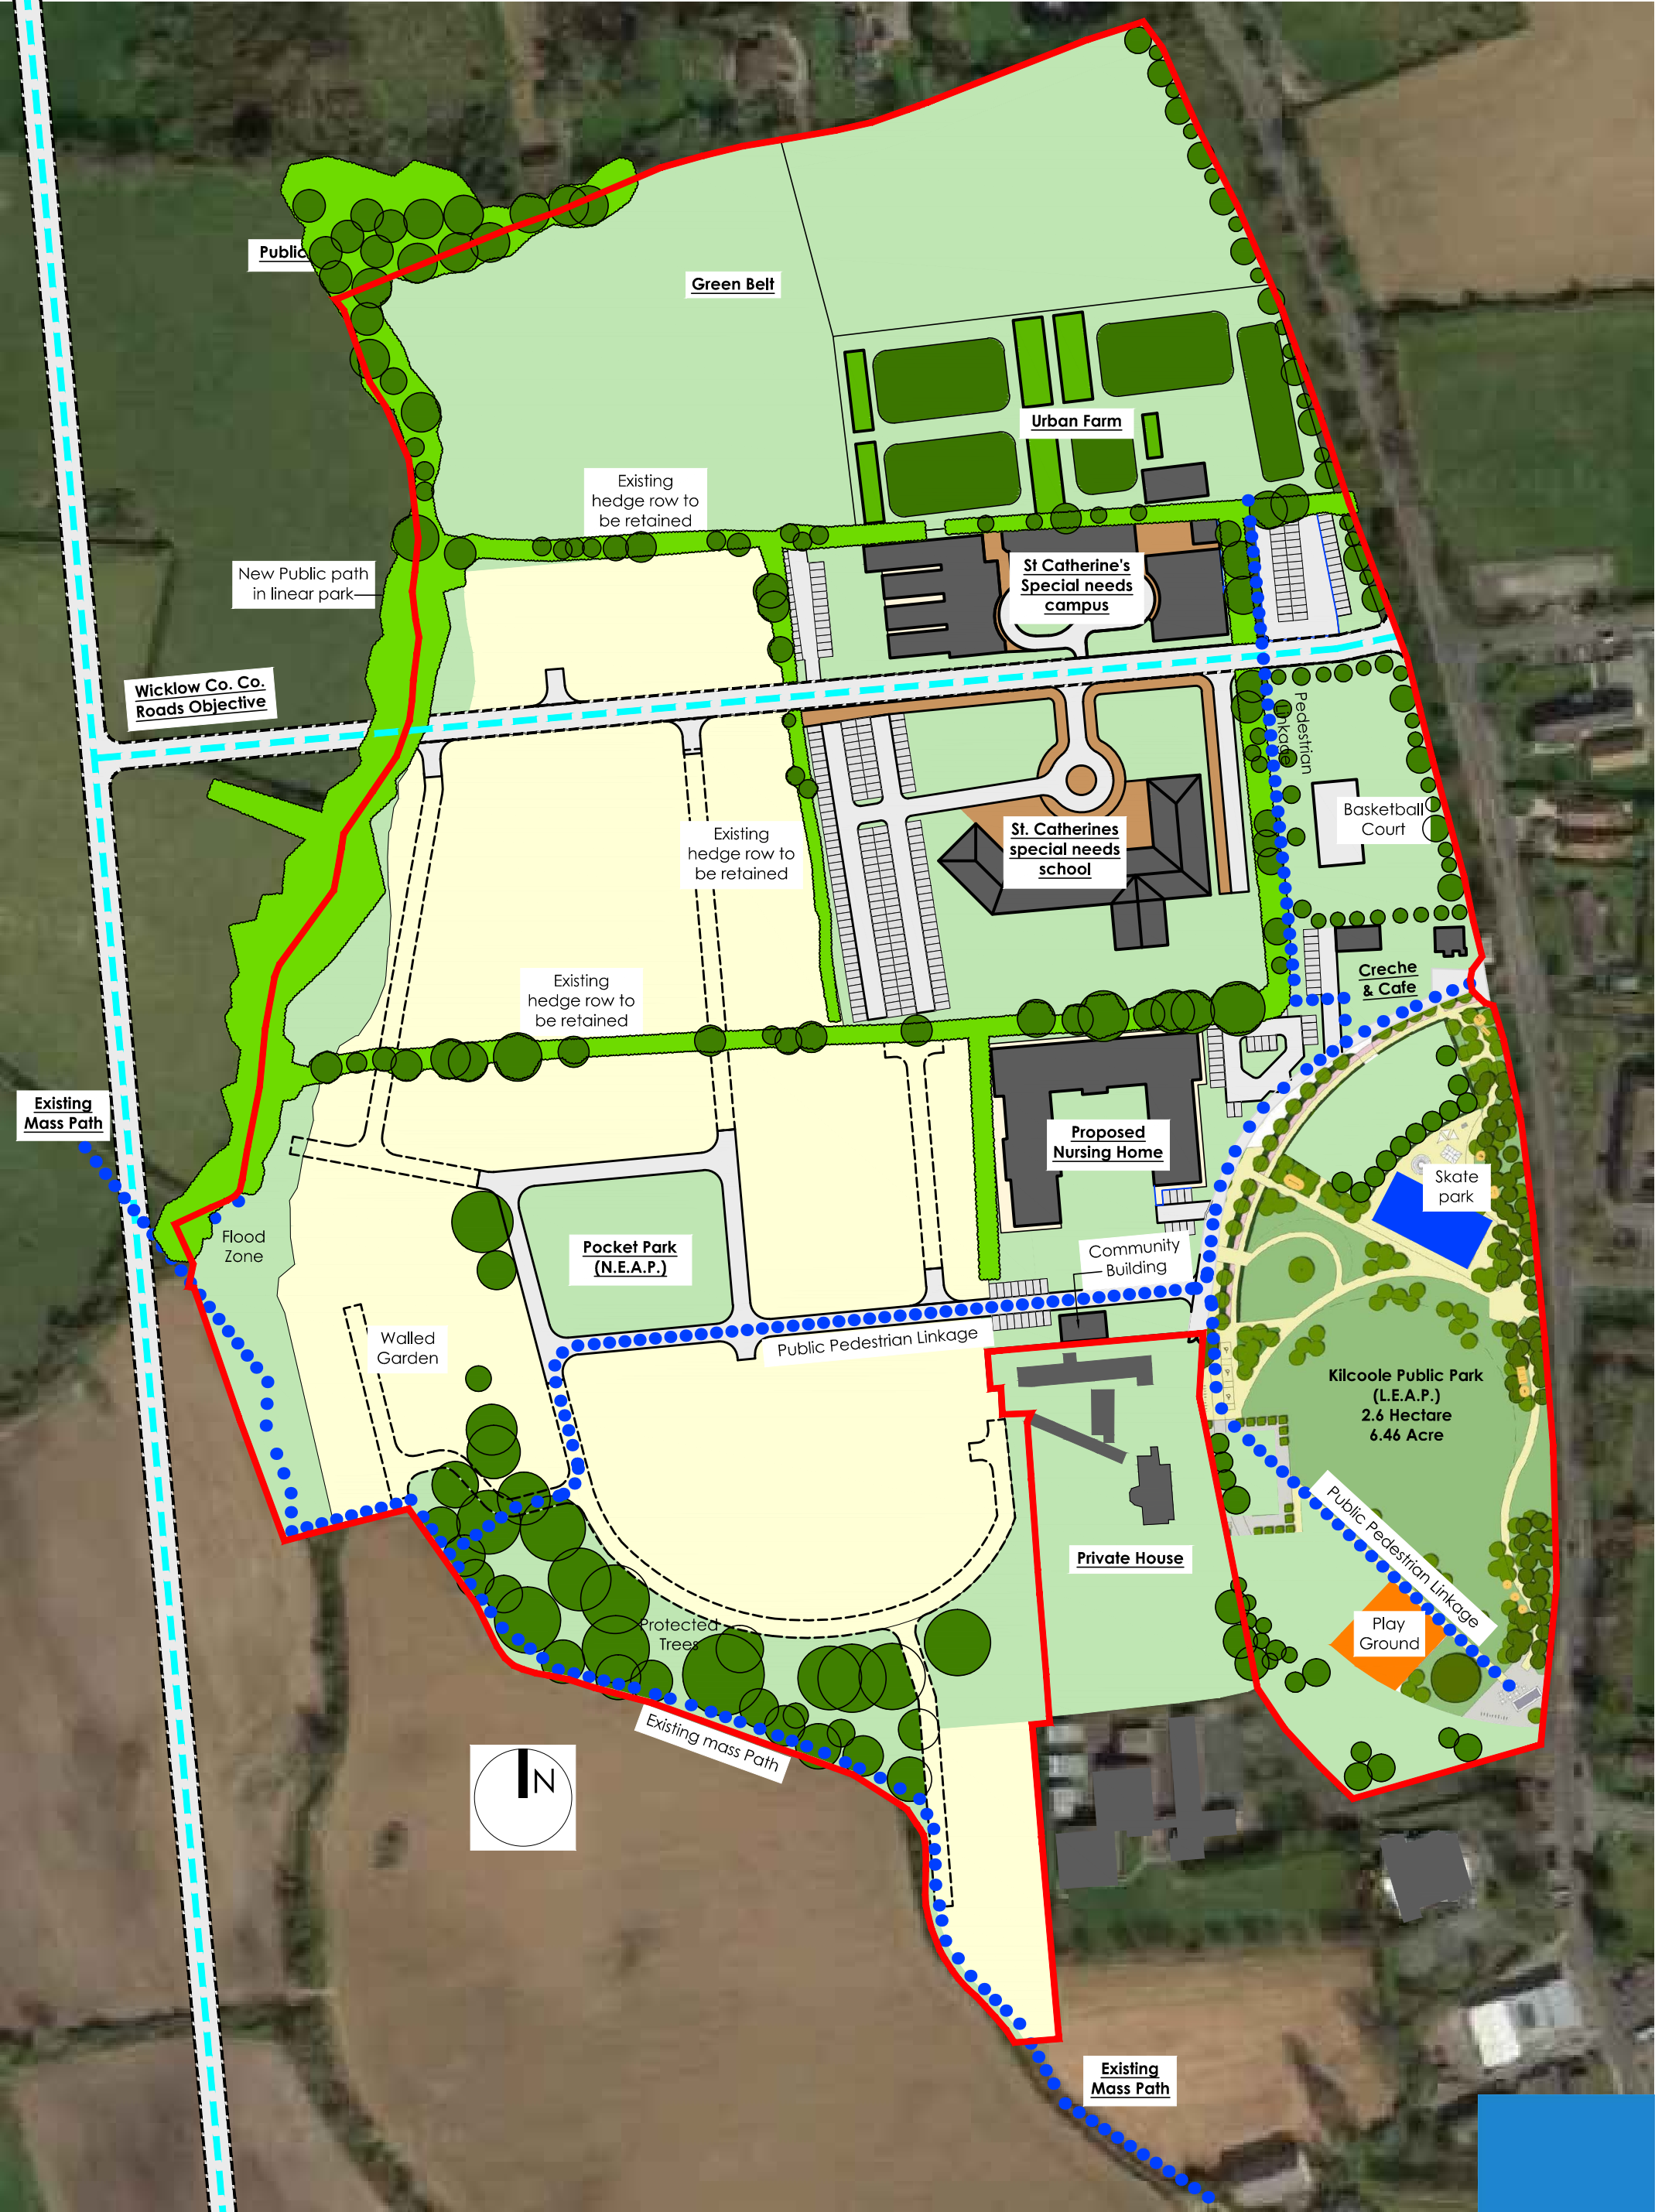 Public
Green Belt
Urban Farm
Existing
hedge row to
be retained
St Catherine's
Special needs
campus
New Public path
in linear park
Wicklow Co. Co.
Roads Objective
Pedestrian
Linkage
Basketball
Court
Existing
hedge row to
be retained
St. Catherines
special needs
school
Creche
& Cafe
Existing
hedge row to
be retained
Existing
Mass Path
Proposed
Nursing Home
Skate
park
Flood
Zone
Pocket Park
(N.E.A.P.)
Community
Building
Walled
Garden
Public Pedestrian Linkage
Kilcoole Public Park
(L.E.A.P.)
2.6 Hectare
6.46 Acre
Public Pedestrian Linkage
Private House
Protected
Trees
Play
Ground
Existing mass Path
N
Existing
Mass Path